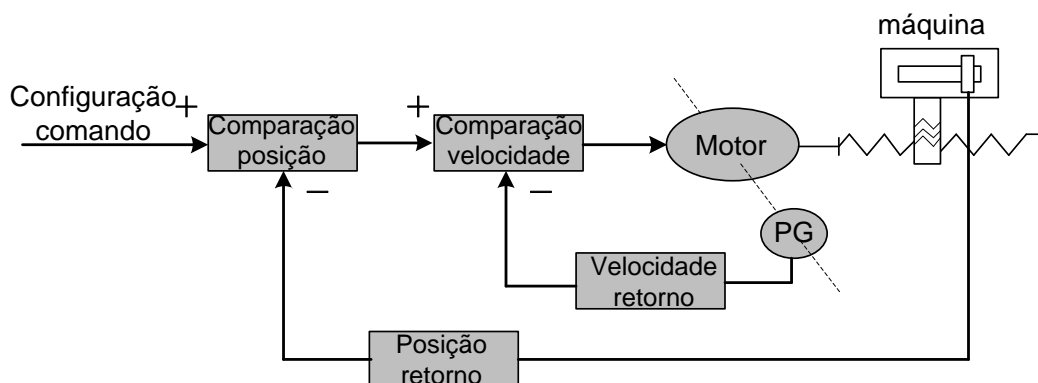 máquina
Configuração
comando
+
+
Comparação
posição
Comparação
velocidade
Motor
−
−
PG
Velocidade
retorno
Posição
retorno